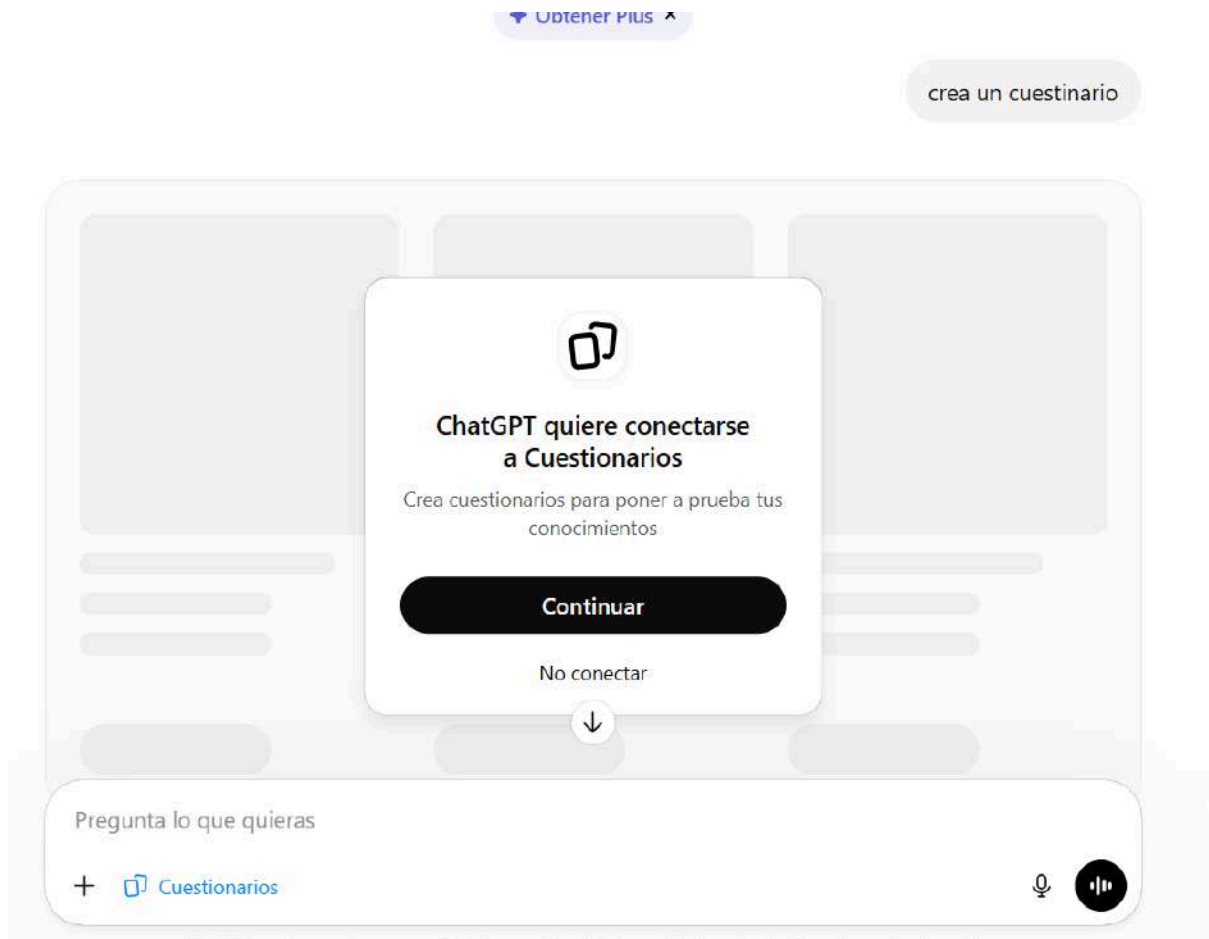 Obtener Plus ×
crea un cuestinario
ChatGPT quiere conectarse
a Cuestionarios
Crea cuestionarios para poner a prueba tus
conocimientos
Continuar
No conectar
Pregunta lo que quieras
Cuestionarios